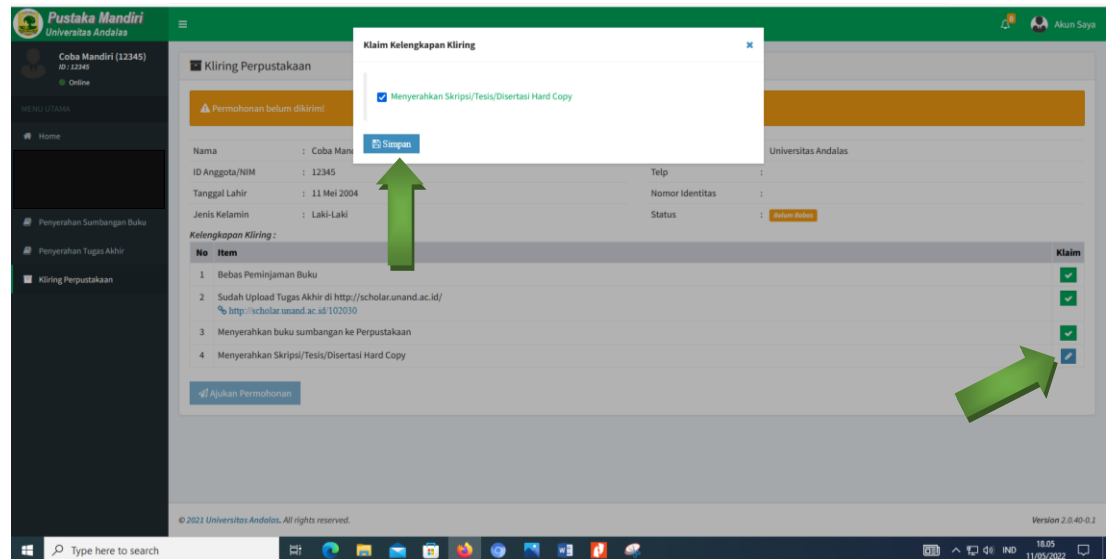 Pustaka Mandiri
Universitas Andalas
Akun Saya
Coba Mandiri (12345)
ID : 12345
Online
MENU UTAMA
Home
Penyerahan Sumbangan Buku
Penyerahan Tugas Akhir
Kliring Perpustakaan
Klaim Kelengkapan Kliring
Menyerahkan Skripsi/Tesis/Disertasi Hard Copy
Simpan
Kliring Perpustakaan
Permohonan belum dikirim!
Nama : Coba Mand Universitas Andalas
ID Anggota/NIM : 12345 Telp :
Tanggal Lahir : 11 Mei 2004 Nomor Identitas :
Jenis Kelamin : Laki-Laki Status : Belum Bebas
Kelengkapan Kliring :
No Item Klaim
1 Bebas Peminjaman Buku
2 Sudah Upload Tugas Akhir di http://scholar.unand.ac.id/
http://scholar.unand.ac.id/102030
3 Menyerahkan buku sumbangan ke Perpustakaan
4 Menyerahkan Skripsi/Tesis/Disertasi Hard Copy
Ajukan Permohonan
© 2021 Universitas Andalas. All rights reserved. Version 2.0.40-0.1
Type here to search
IND
18.05
11/05/2022